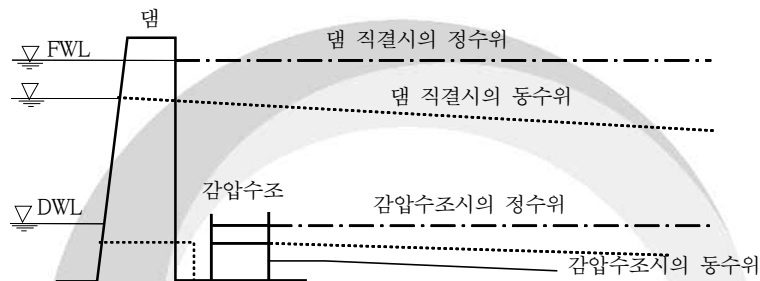 댐
FWL
댐 직결시의 정수위
댐 직결시의 동수위
감압수조
DWL
감압수조시의 정수위
감압수조시의 동수위